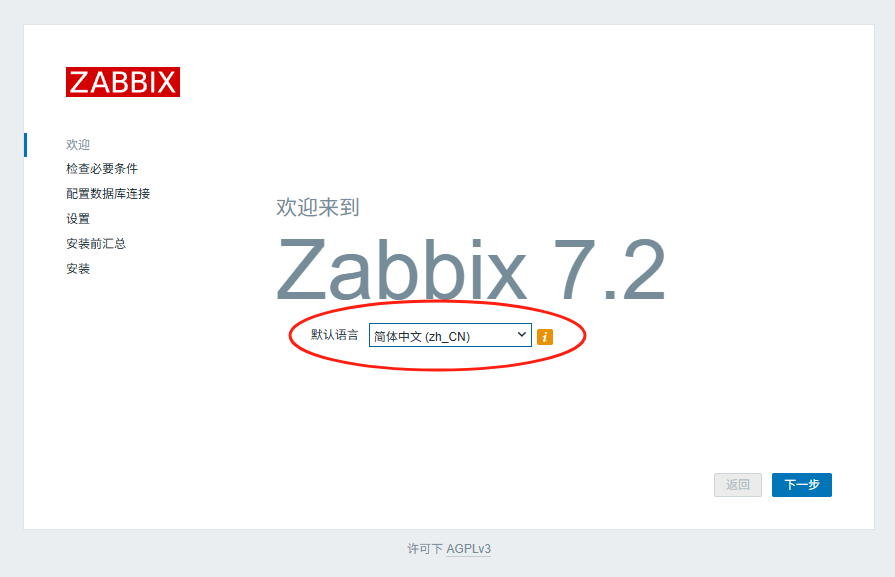 ZABBIX
欢迎
检查必要条件
配置数据库连接
设置
安装前汇总
安装
欢迎来到
Zabbix 7.2
默认语言 简体中文 (zh_CN) i
返回 下一步
许可下 AGPLv3